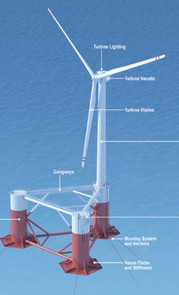 Turbine Lighting
Turbine Nacelle
Turbine Blades
Gangways
Mooring System
and Anchors
Heave Plates
and Stiffeners